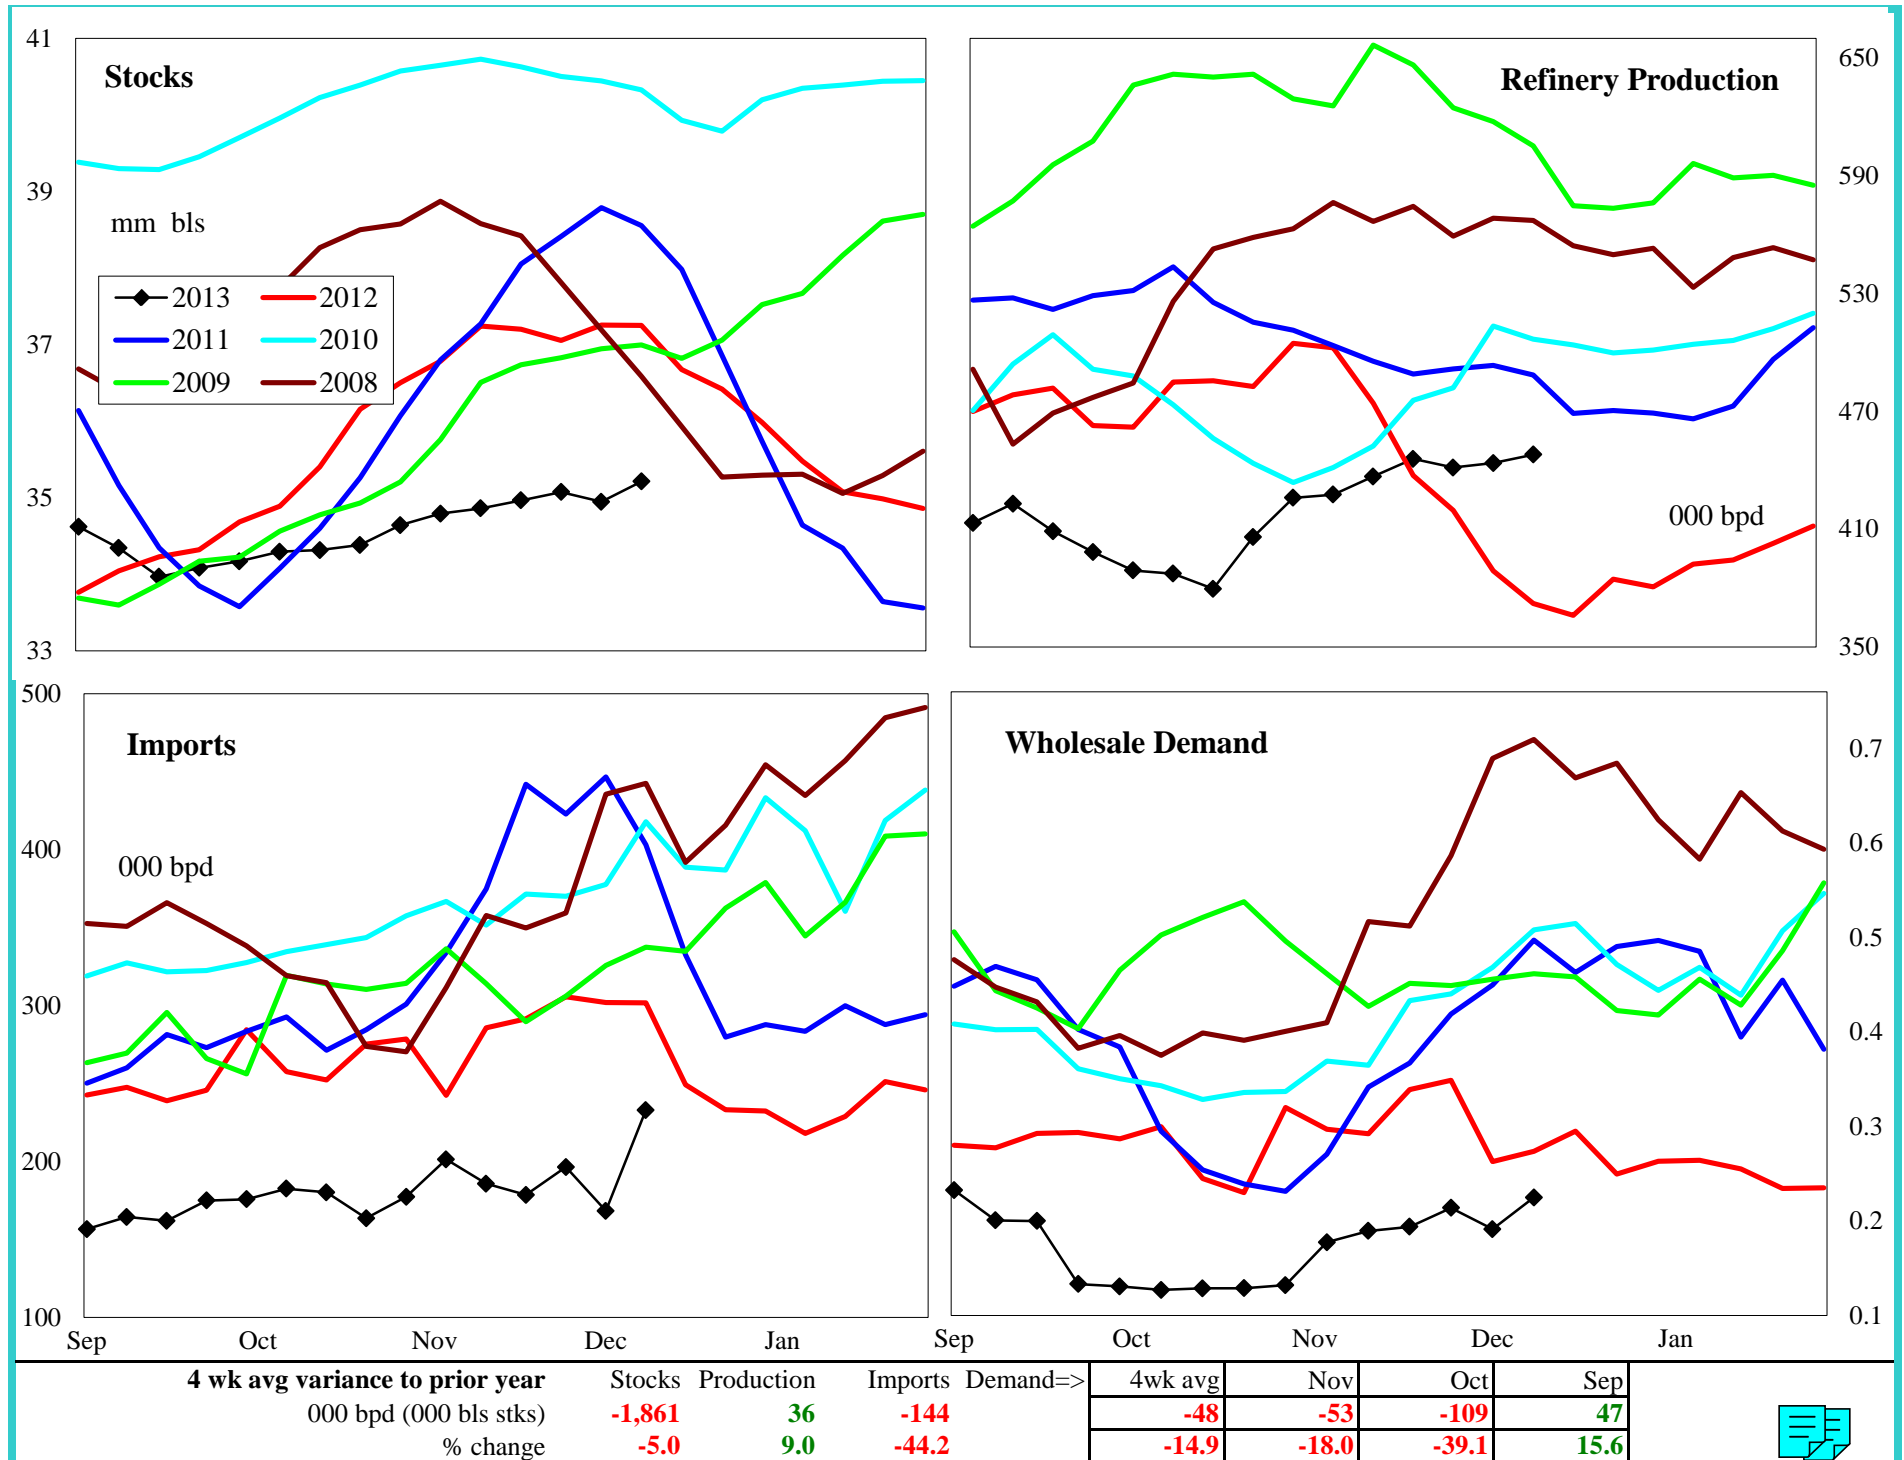 Stocks
41
39
37
35
33
mm bls
2013 2012
2011 2010
2009 2008
Refinery Production
650
590
530
470
410
350
000 bpd
Imports
500
400
300
200
100
000 bpd
Sep Oct Nov Dec Jan
Wholesale Demand
0.7
0.6
0.5
0.4
0.3
0.2
0.1
Sep Oct Nov Dec Jan
4 wk avg variance to prior year Stocks Production Imports Demand=> 4wk avg Nov Oct Sep
000 bpd (000 bls stks) -1,861 36 -144 -48 -53 -109 47
% change -5.0 9.0 -44.2 -14.9 -18.0 -39.1 15.6